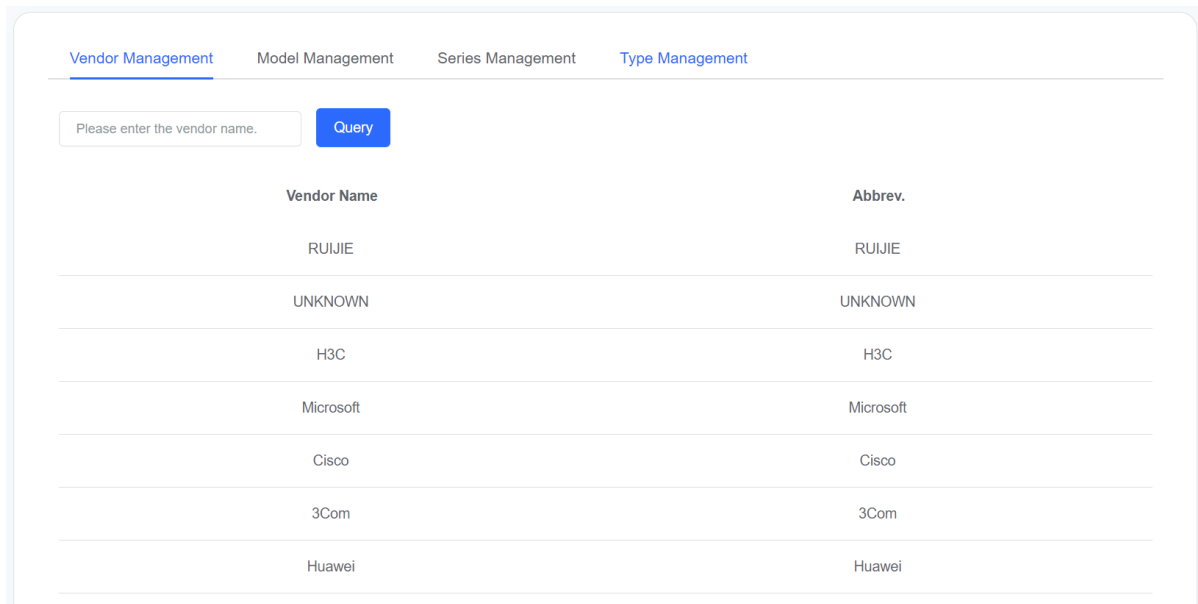 Vendor Management Model Management Series Management Type Management
Please enter the vendor name. Query
Vendor Name Abbrev.
RUIJIE RUIJIE
UNKNOWN UNKNOWN
H3C H3C
Microsoft Microsoft
Cisco Cisco
3Com 3Com
Huawei Huawei